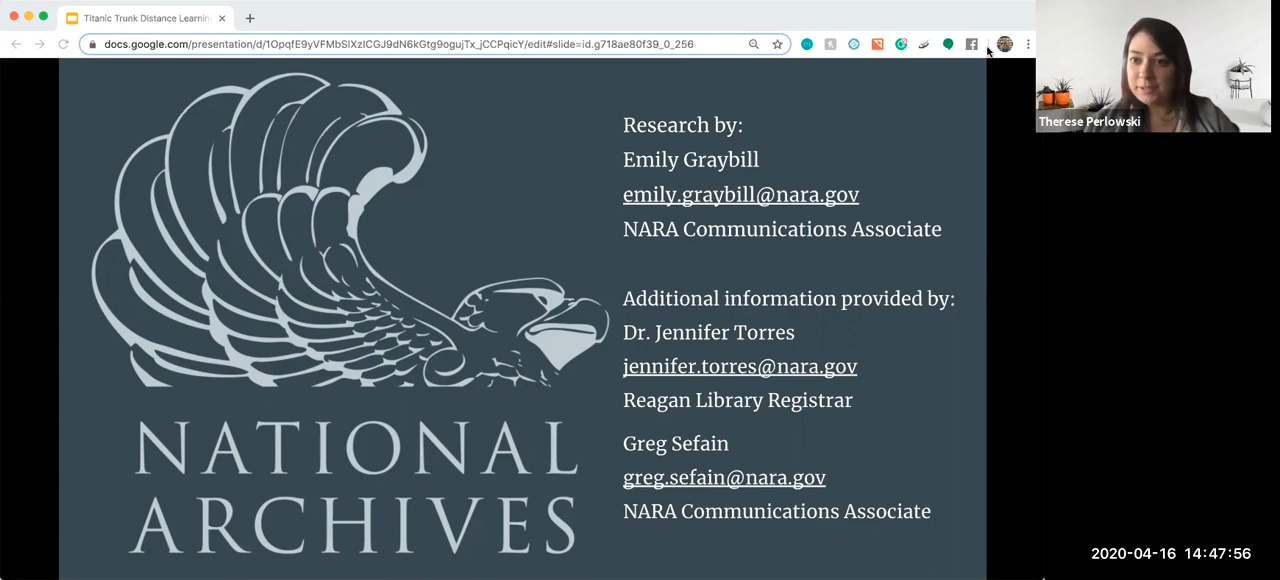 Titanic Trunk Distance Learnin
docs.google.com/presentation/d/1OpqfE9yVFMbSlXzICGJ9dN6kGtg9ogujTx_jCCPqicY/edit#slide=id.g718ae80f39_0_256
Therese Perlowski
Research by:
Emily Graybill
emily.graybill@nara.gov
NARA Communications Associate
Additional information provided by:
Dr. Jennifer Torres
jennifer.torres@nara.gov
Reagan Library Registrar
Greg Sefain
greg.sefain@nara.gov
NARA Communications Associate
NATIONAL
ARCHIVES
2020-04-16 14:47:56